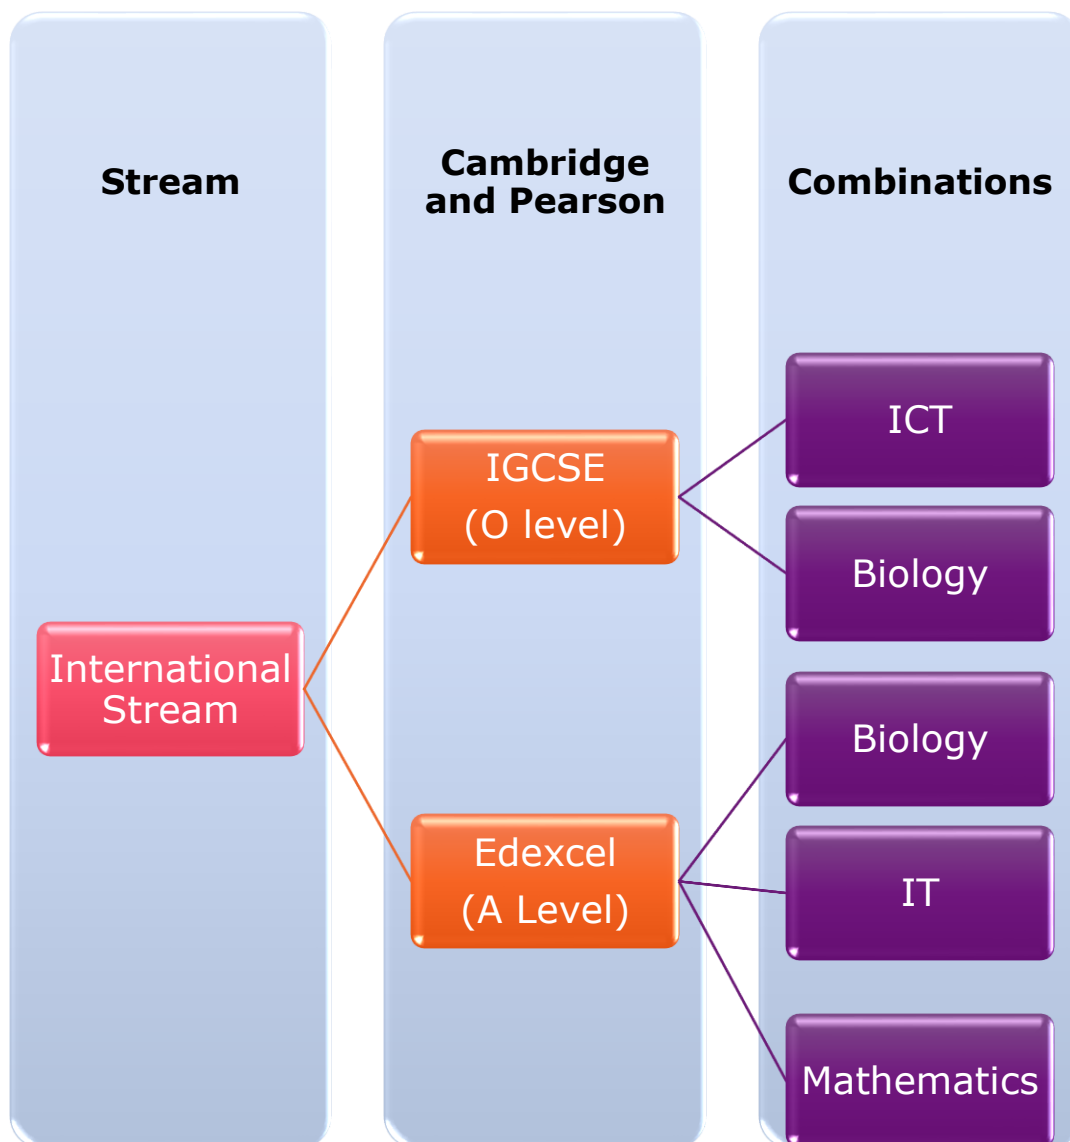 Stream
Cambridge
and Pearson
Combinations
International
Stream
IGCSE
(O level)
Edexcel
(A Level)
ICT
Biology
Biology
IT
Mathematics